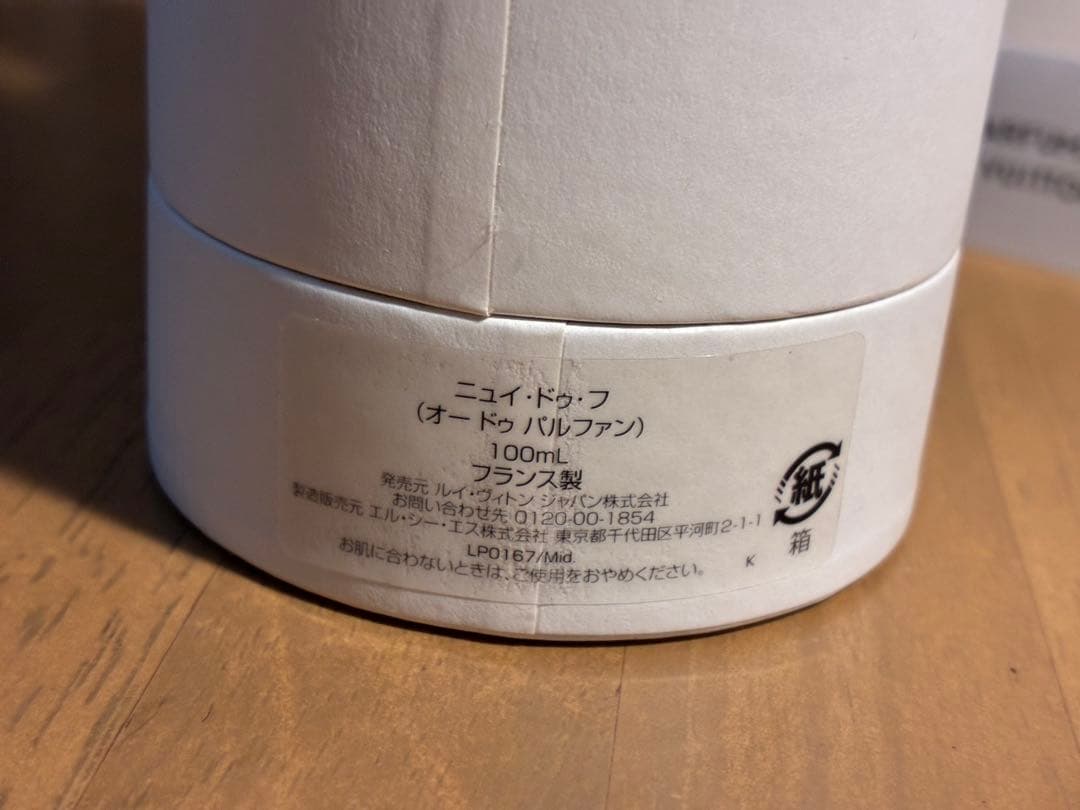 ニュイ・ドゥ・フ
（オー ドゥ パルファン）
100mL
フランス製
発売元 ルイ・ヴィトン ジャパン株式会社
お問い合わせ先 0120-00-1854
製造販売元 エル・シー・エス株式会社 東京都千代田区平河町2-1-1
LP0167/Mid.
お肌に合わないときは、ご使用をおやめください。
K
紙
箱